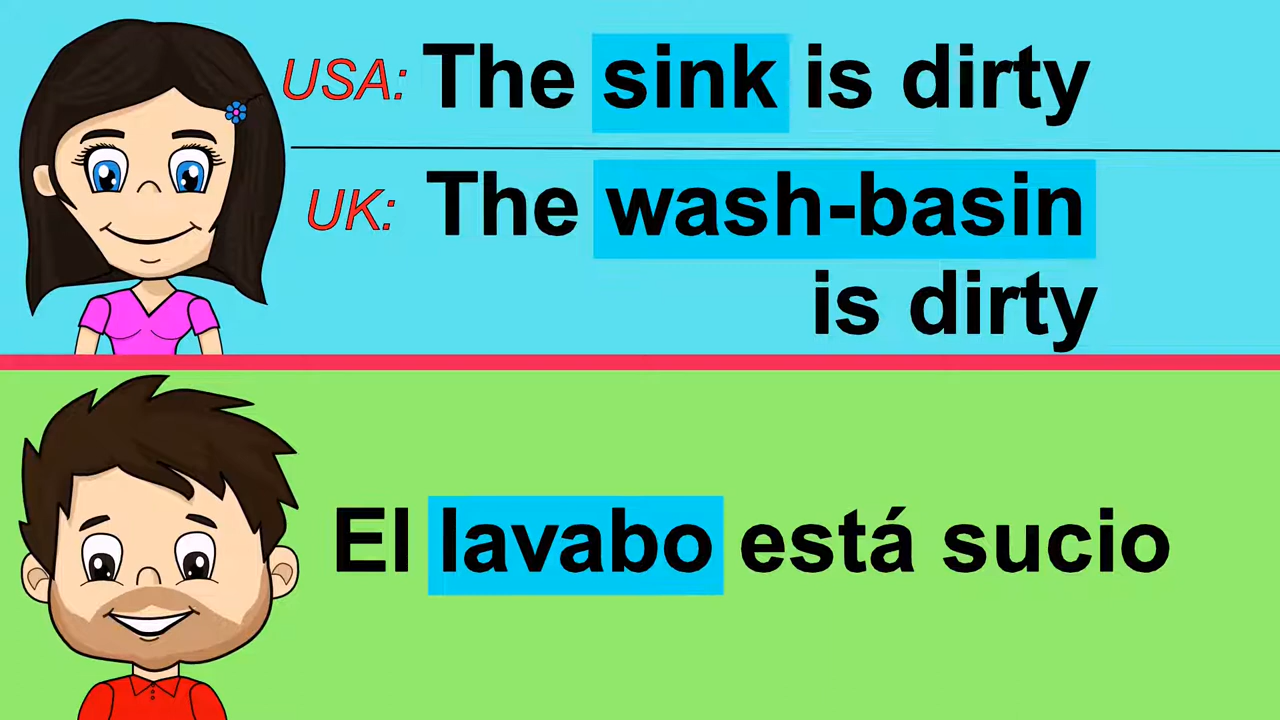 USA: The sink is dirty
UK: The wash-basin
is dirty
El lavabo está sucio